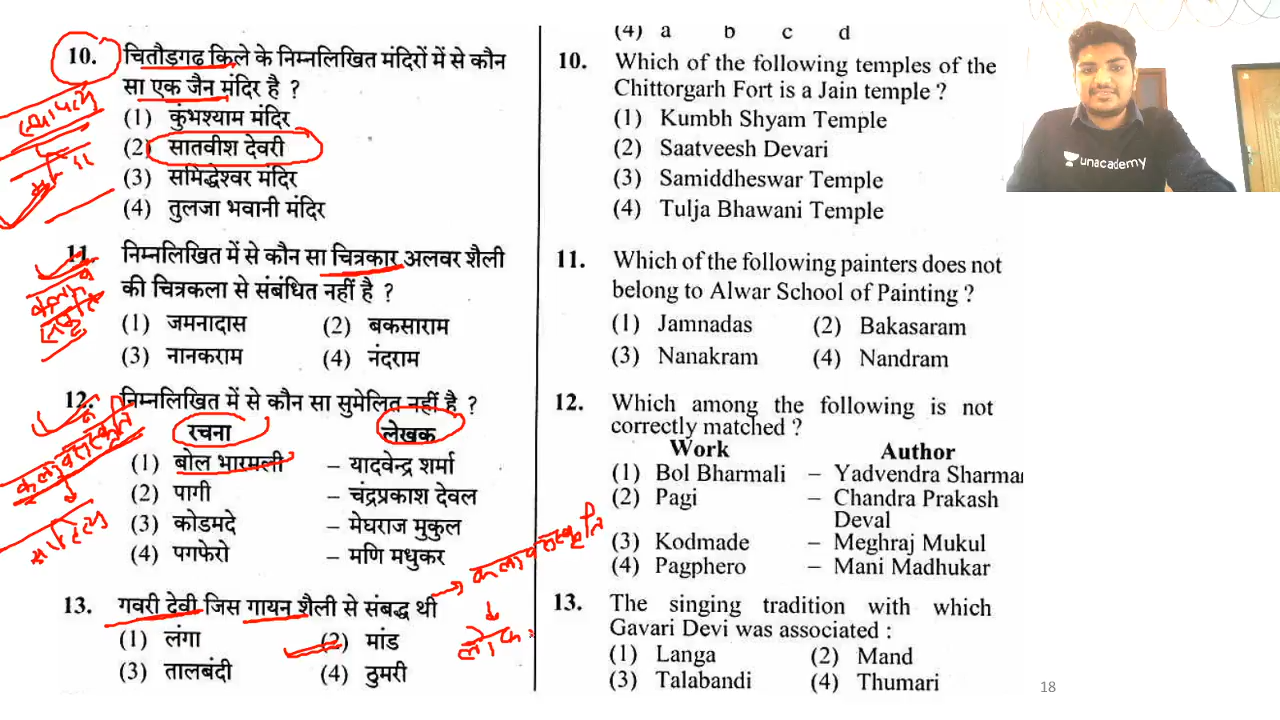 10. चितौडगढ किले के निम्नलिखित मंदिरों में से कौन
सा एक जैन मंदिर है ?
(1) कुंभश्याम मंदिर
(2) सातवीश देवरी
(3) समिद्धेश्वर मंदिर
(4) तुलजा भवानी मंदिर
स्थापत्य
11. निम्नलिखित में से कौन सा चित्रकार अलवर शैली
की चित्रकला से संबंधित नहीं है ?
(1) जमनादास (2) बकसाराम
(3) नानकराम (4) नंदराम
12. निम्नलिखित में से कौन सा सुमेलित नहीं है ?
रचना लेखक
(1) बोल भारमली – यादवेन्द्र शर्मा
(2) पागी – चंद्रप्रकाश देवल
(3) कोडमदे – मेघराज मुकुल
(4) पगफेरो – मणि मधुकर
कला व संस्कृति
साहित्य
13. गवरी देवी जिस गायन शैली से संबद्ध थी
(1) लंगा (2) मांड
(3) तालबंदी (4) ठुमरी
कला व संस्कृति
(4) a b c d
10. Which of the following temples of the
Chittorgarh Fort is a Jain temple ?
(1) Kumbh Shyam Temple
(2) Saatveesh Devari
(3) Samiddheswar Temple
(4) Tulja Bhawani Temple
11. Which of the following painters does not
belong to Alwar School of Painting ?
(1) Jamnadas (2) Bakasaram
(3) Nanakram (4) Nandram
12. Which among the following is not
correctly matched ?
Work Author
(1) Bol Bharmali – Yadvendra Sharma
(2) Pagi – Chandra Prakash
Deval
(3) Kodmade – Meghraj Mukul
(4) Pagphero – Mani Madhukar
13. The singing tradition with which
Gavari Devi was associated :
(1) Langa (2) Mand
(3) Talabandi (4) Thumari
unacademy
18